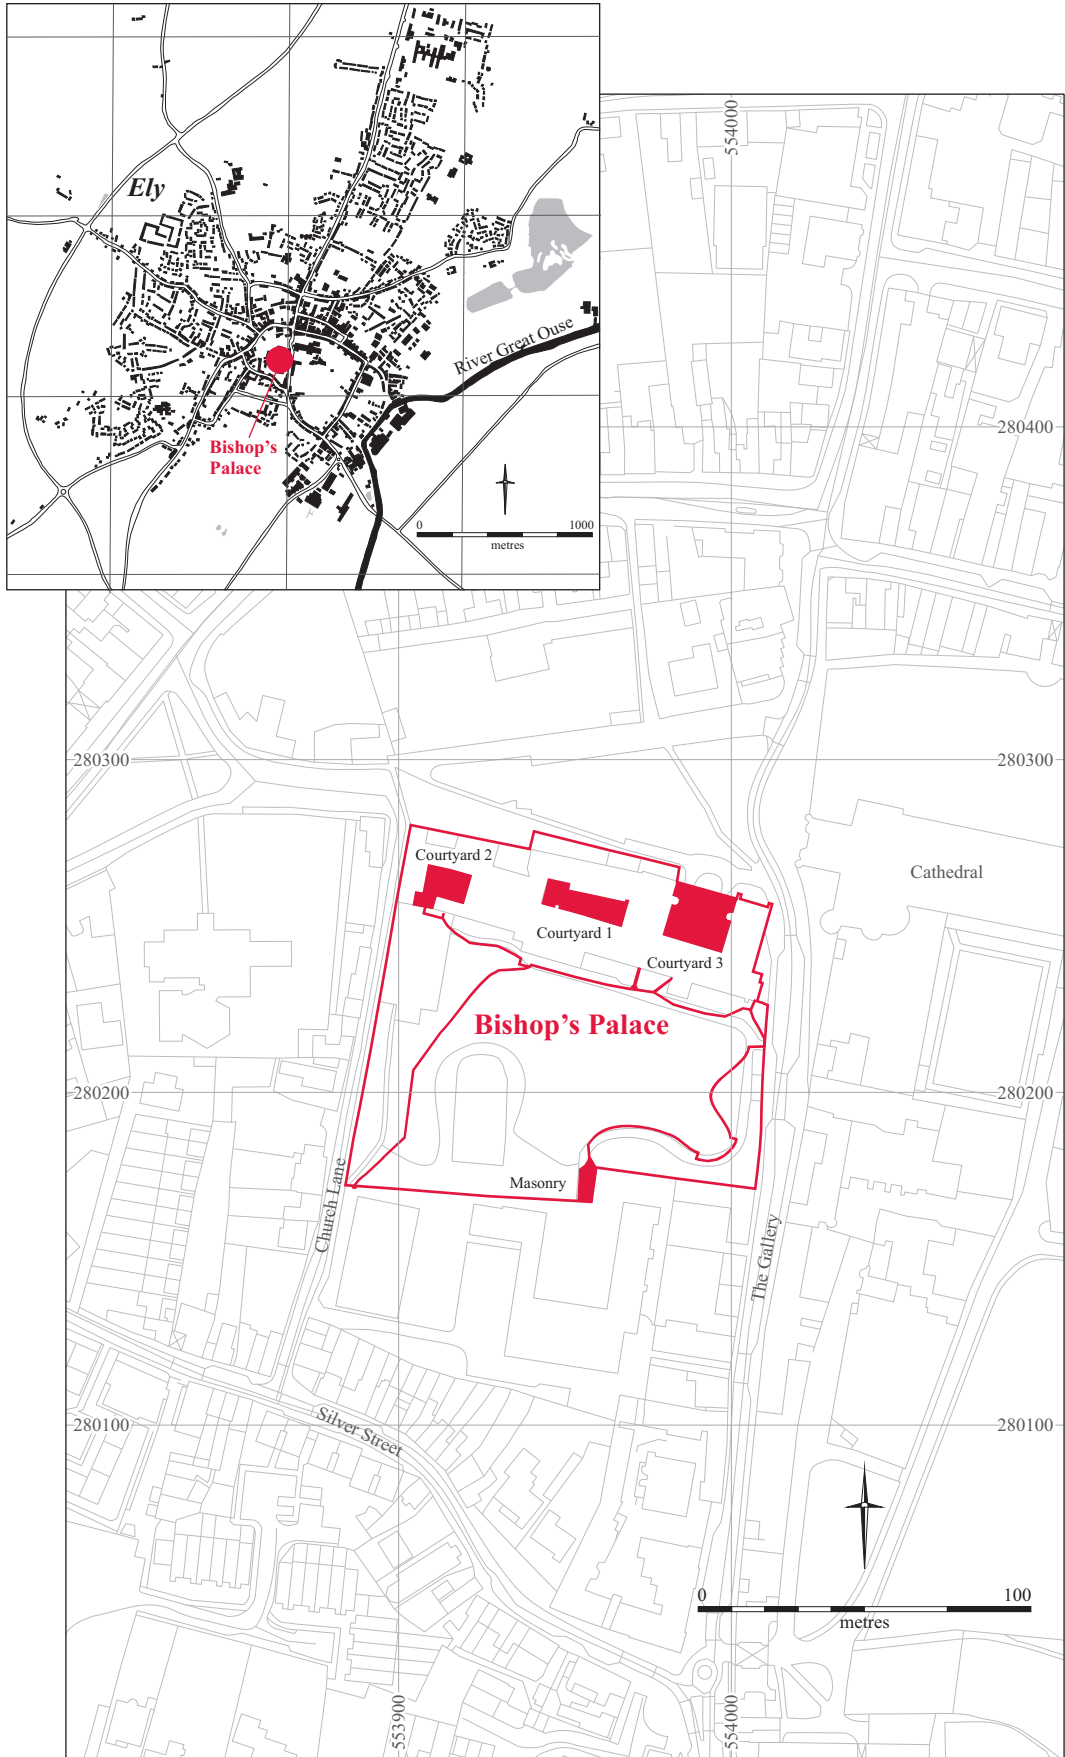 Ely
River Great Ouse
Bishop's
Palace
0 1000
metres
554000
280400
280300 280300
Cathedral
Courtyard 2
Courtyard 1
Courtyard 3
Bishop's Palace
280200 280200
Masonry
Church Lane
The Gallery
Silver Street
280100 280100
0 100
metres
553900
554000